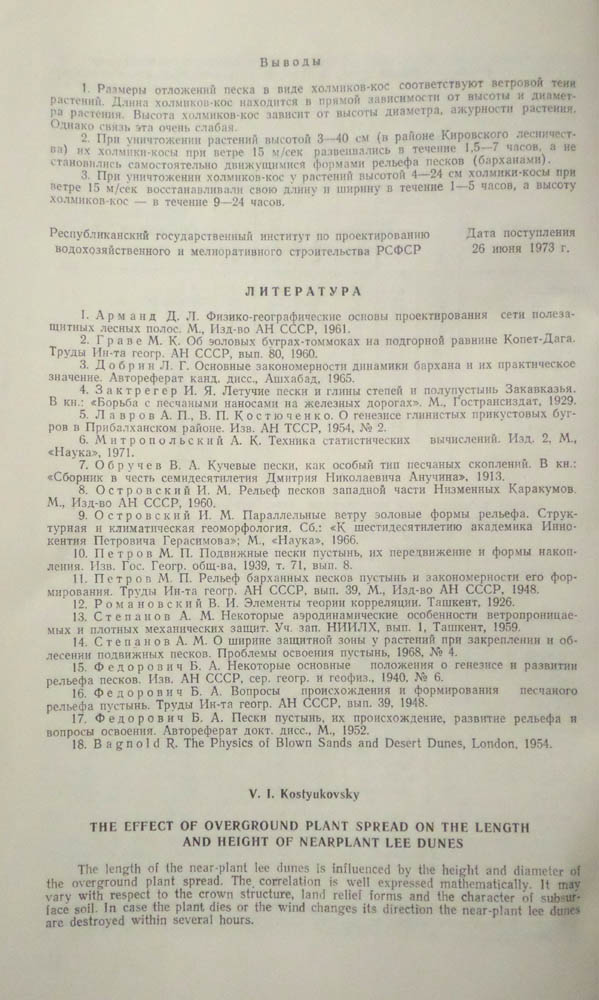 Выводы
1. Размеры отложений песка в виде холмиков-кос соответствуют ветровой тени
растений. Длина холмиков-кос находится в прямой зависимости от высоты и диамет-
ра растения. Высота холмиков-кос зависит от высоты диаметра, ажурности растения.
Однако связь эта очень слабая.
2. При уничтожении растений высотой 3—40 см (в районе Кировского лесничест-
ва) их холмики-косы при ветре 15 м/сек развеивались в течение 1,5—7 часов, а не
становились самостоятельно движущимися формами рельефа песков (барханами).
3. При уничтожении холмиков-кос у растений высотой 4—24 см холмики-косы при
ветре 15 м/сек восстанавливали свою длину и ширину в течение 1—5 часов, а высоту
холмиков-кос — в течение 9—24 часов.
Республиканский государственный институт по проектированию
водохозяйственного и мелиоративного строительства РСФСР
Дата поступления
26 июня 1973 г.
ЛИТЕРАТУРА
1. Арманд Д. Л. Физико-географические основы проектирования сети полеза-
щитных лесных полос. М., Изд-во АН СССР, 1961.
2. Граве М. К. Об эоловых буграх-томмоках на подгорной равнине Копет-Дага.
Труды Ин-та геогр. АН СССР, вып. 80, 1960.
3. Добрин Л. Г. Основные закономерности динамики бархана и их практическое
значение. Автореферат канд. дисс., Ашхабад, 1965.
4. Зактрегер И. Я. Летучие пески и глины степей и полупустынь Закавказья.
В кн.: «Борьба с песчаными наносами на железных дорогах». М., Гострансиздат, 1929.
5. Лавров А. П., В. П. Костюченко. О генезисе глинистых прикустовых буг-
ров в Прибалханском районе. Изв. АН ТССР, 1954, № 2.
6. Митропольский А. К. Техника статистических вычислений. Изд. 2, М.,
«Наука», 1971.
7. Обручев В. А. Кучевые пески, как особый тип песчаных скоплений. В кн.:
«Сборник в честь семидесятилетия Дмитрия Николаевича Анучина», 1913.
8. Островский И. М. Рельеф песков западной части Низменных Каракумов.
М., Изд-во АН СССР, 1960.
9. Островский И. М. Параллельные ветру эоловые формы рельефа. Струк-
турная и климатическая геоморфология. Сб.: «К шестидесятилетию академика Инно-
кентия Петровича Герасимова»; М., «Наука», 1966.
10. Петров М. П. Подвижные пески пустынь, их передвижение и формы накоп-
ления. Изв. Гос. Геогр. общ-ва, 1939, т. 71, вып. 8.
11. Петров М. П. Рельеф барханных песков пустынь и закономерности его фор-
мирования. Труды Ин-та геогр. АН СССР, вып. 39, М., Изд-во АН СССР, 1948.
12. Романовский В. И. Элементы теории корреляции. Ташкент, 1926.
13. Степанов А. М. Некоторые аэродинамические особенности ветропроницае-
мых и плотных механических защит. Уч. зап. НИИЛХ, вып. 1, Ташкент, 1959.
14. Степанов А. М. О ширине защитной зоны у растений при закреплении и об-
лесении подвижных песков. Проблемы освоения пустынь, 1968, № 4.
15. Федорович Б. А. Некоторые основные положения о генезисе и развитии
рельефа песков. Изв. АН СССР, сер. геогр. и геофиз., 1940, № 6.
16. Федорович Б. А. Вопросы происхождения и формирования песчаного
рельефа пустынь. Труды Ин-та геогр. АН СССР, вып. 39, 1948.
17. Федорович Б. А. Пески пустынь, их происхождение, развитие рельефа и
вопросы освоения. Автореферат докт. дисс., М., 1952.
18. Bagnold R. The Physics of Blown Sands and Desert Dunes, London, 1954.
V. I. Kostyukovsky
THE EFFECT OF OVERGROUND PLANT SPREAD ON THE LENGTH
AND HEIGHT OF NEARPLANT LEE DUNES
The length of the near-plant lee dunes is influenced by the height and diameter of
the overground plant spread. The correlation is well expressed mathematically. It may
vary with respect to the crown structure, land relief forms and the character of subsur-
face soil. In case the plant dies or the wind changes its direction the near-plant lee dunes
are destroyed within several hours.